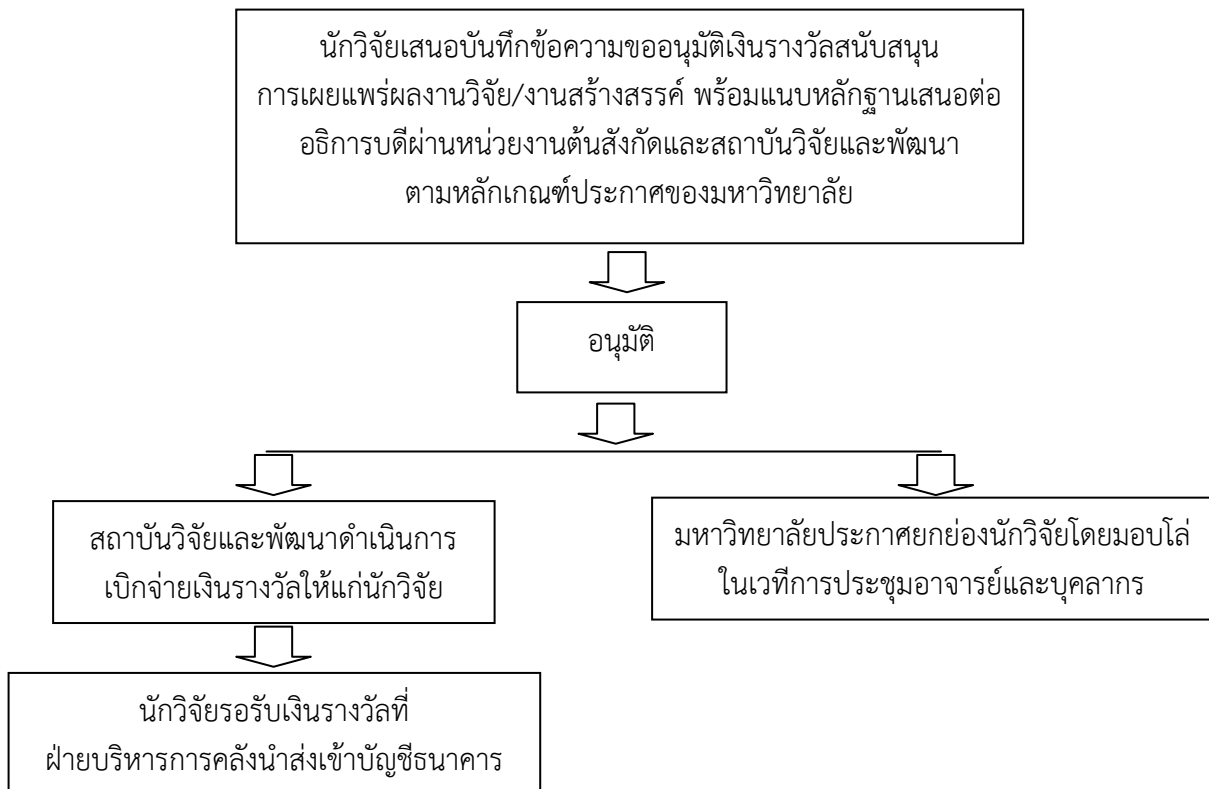 นักวิจัยเสนอบันทึกข้อความขออนุมัติเงินรางวัลสนับสนุน
การเผยแพร่ผลงานวิจัย/งานสร้างสรรค์ พร้อมแนบหลักฐานเสนอต่อ
อธิการบดีผ่านหน่วยงานต้นสังกัดและสถาบันวิจัยและพัฒนา
ตามหลักเกณฑ์ประกาศของมหาวิทยาลัย
อนุมัติ
สถาบันวิจัยและพัฒนาดำเนินการ
เบิกจ่ายเงินรางวัลให้แก่นักวิจัย
มหาวิทยาลัยประกาศยกย่องนักวิจัยโดยมอบโล่
ในเวทีการประชุมอาจารย์และบุคลากร
นักวิจัยรอรับเงินรางวัลที่
ฝ่ายบริหารการคลังนำส่งเข้าบัญชีธนาคาร